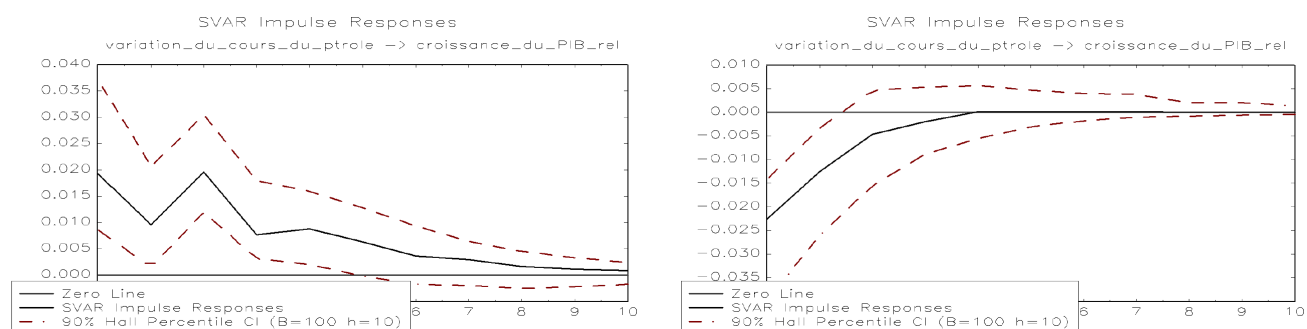 SVAR Impulse Responses
variation_du_cours_du_ptrole -> croissance_du_PIB_rel
0.040
0.035
0.030
0.025
0.020
0.015
0.010
0.005
0.000
6 7 8 9 10
Zero Line
SVAR Impulse Responses
90% Hall Percentile CI (B=100 h=10)
SVAR Impulse Responses
variation_du_cours_du_ptrole -> croissance_du_PIB_rel
0.010
0.005
0.000
-0.005
-0.010
-0.015
-0.020
-0.025
-0.030
-0.035
6 7 8 9 10
Zero Line
SVAR Impulse Responses
90% Hall Percentile CI (B=100 h=10)